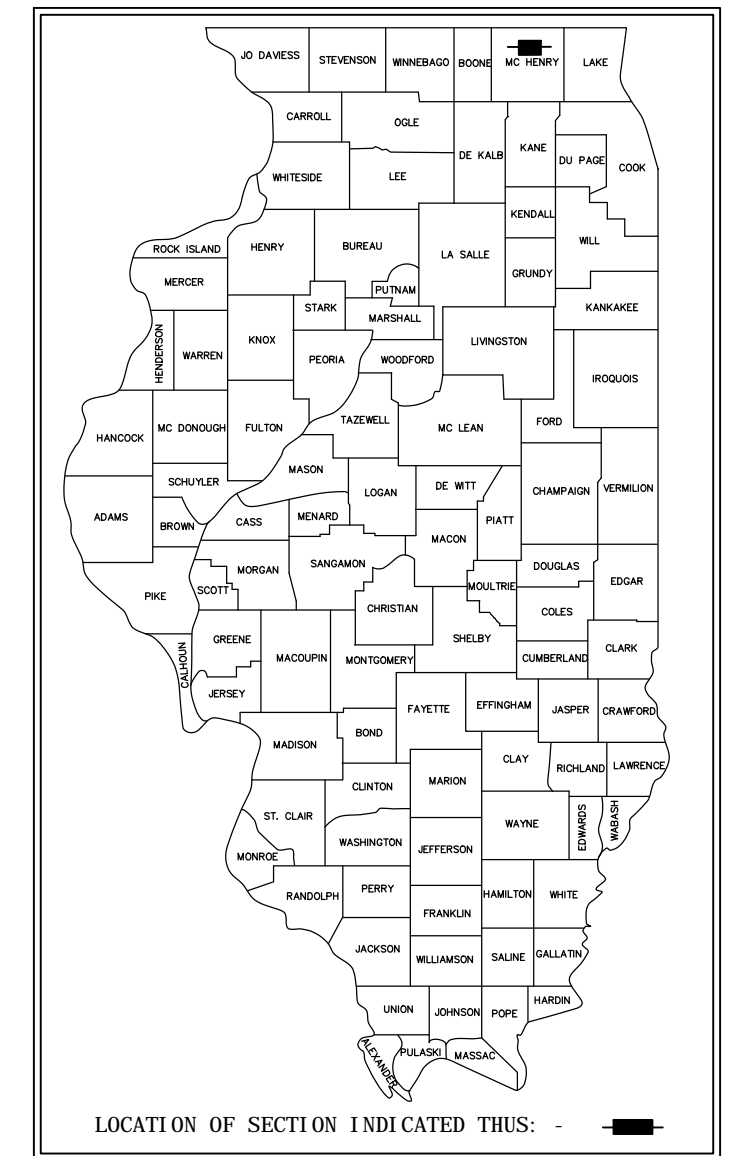 JO DAVIESS STEVENSON WINNEBAGO BOONE MC HENRY LAKE
CARROLL OGLE DE KALB KANE DU PAGE COOK
WHITESIDE LEE
KENDALL
ROCK ISLAND HENRY BUREAU LA SALLE WILL
GRUNDY
MERCER PUTNAM
STARK MARSHALL KANKAKEE
HENDERSON WARREN KNOX PEORIA WOODFORD LIVINGSTON
IROQUOIS
HANCOCK MC DONOUGH FULTON TAZEWELL MC LEAN FORD
MASON
SCHUYLER LOGAN DE WITT CHAMPAIGN VERMILION
ADAMS BROWN CASS MENARD PIATT
MACON
PIKE SCOTT MORGAN SANGAMON MOULTRIE DOUGLAS EDGAR
CHRISTIAN COLES
CALHOUN GREENE MACOUPIN MONTGOMERY SHELBY CUMBERLAND CLARK
JERSEY FAYETTE EFFINGHAM JASPER CRAWFORD
MADISON BOND
CLAY RICHLAND LAWRENCE
CLINTON MARION
ST. CLAIR WAYNE EDWARDS WABASH
WASHINGTON JEFFERSON
MONROE
RANDOLPH PERRY HAMILTON WHITE
FRANKLIN
JACKSON WILLIAMSON SALINE GALLATIN
UNION JOHNSON POPE HARDIN
ALEXANDER PULASKI MASSAC
LOCATION OF SECTION INDICATED THUS: -